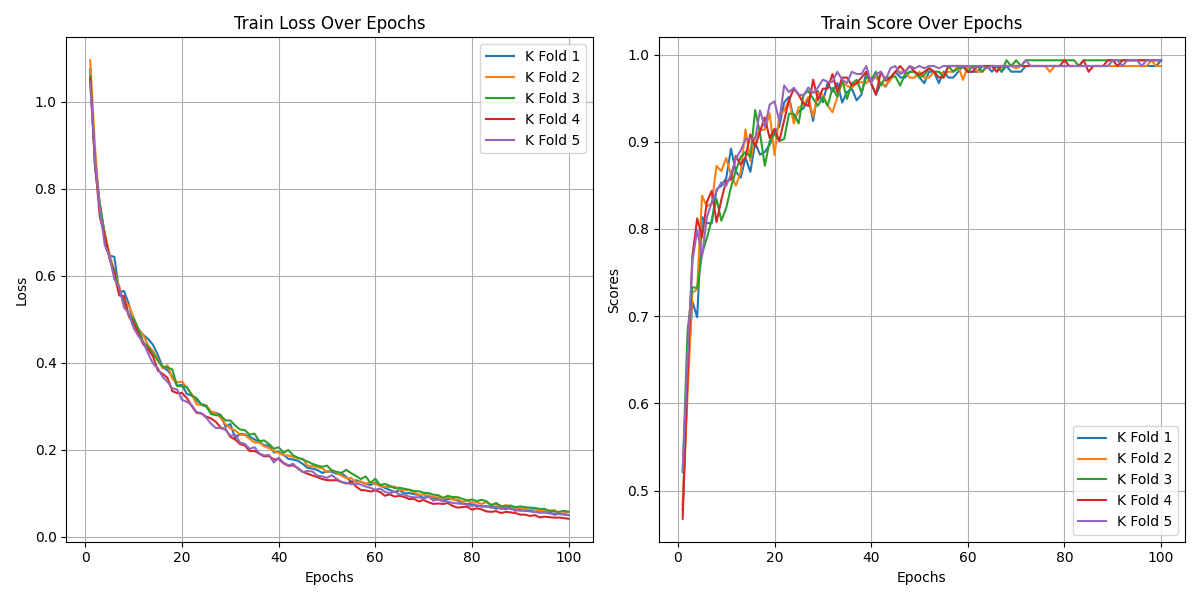 Train Loss Over Epochs
Loss
1.0
0.8
0.6
0.4
0.2
0.0
0 20 40 60 80 100
Epochs
K Fold 1
K Fold 2
K Fold 3
K Fold 4
K Fold 5
Train Score Over Epochs
Scores
1.0
0.9
0.8
0.7
0.6
0.5
0 20 40 60 80 100
Epochs
K Fold 1
K Fold 2
K Fold 3
K Fold 4
K Fold 5